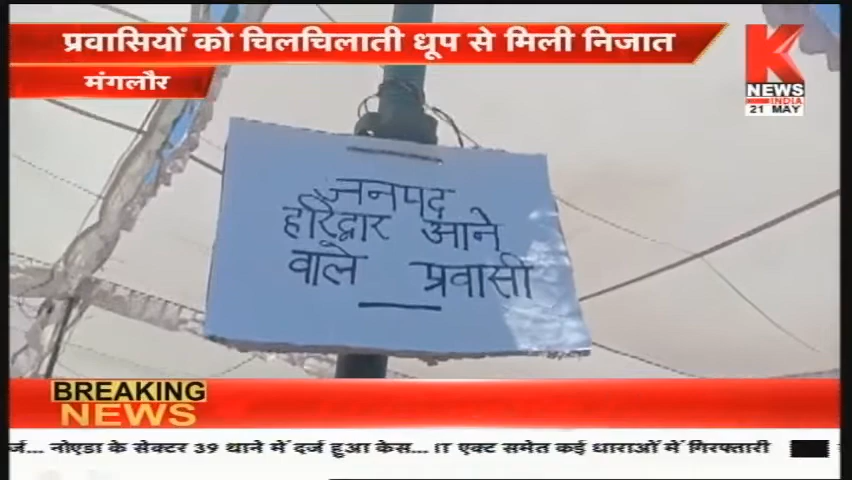 प्रवासियों को चिलचिलाती धूप से मिली निजात
मंगलौर
K
NEWS
INDIA
21 MAY
जनपद
हरिद्वार आने
वाले प्रवासी
BREAKING
NEWS
र्ज... नोएडा के सेक्टर 39 थाने में दर्ज हुआ केस... IT एक्ट समेत कई धाराओं में गिरफ्तारी